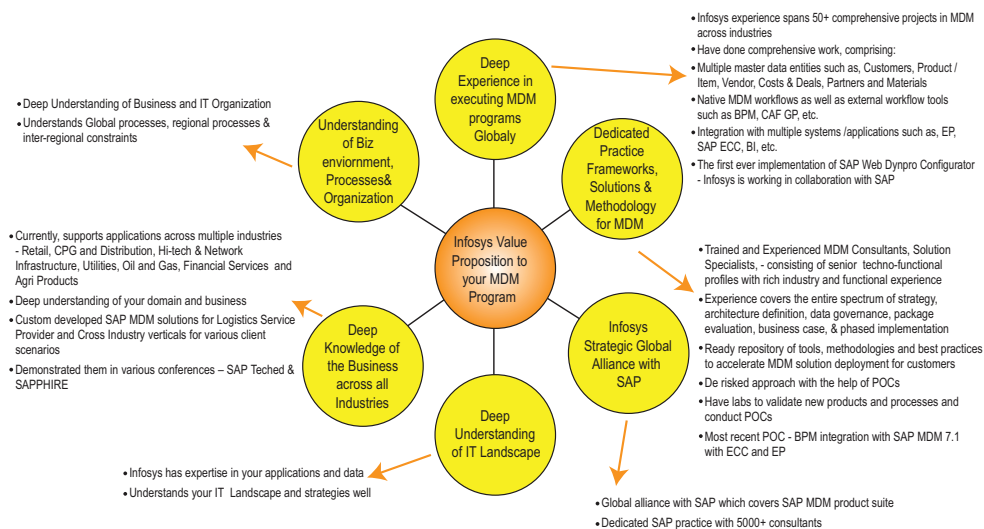 • Infosys experience spans 50+ comprehensive projects in MDM
across industries
• Have done comprehensive work, comprising:
• Multiple master data entities such as, Customers, Product /
Item, Vendor, Costs & Deals, Partners and Materials
• Native MDM workflows as well as external workflow tools
such as BPM, CAF GP, etc.
• Integration with multiple systems /applications such as, EP,
SAP ECC, BI, etc.
• The first ever implementation of SAP Web Dynpro Configurator
- Infosys is working in collaboration with SAP
Deep
Experience in
executing MDM
programs
Globaly
• Deep Understanding of Business and IT Organization
• Understands Global processes, regional processes &
inter-regional constraints
Understanding
of Biz
enviornment,
Processes&
Organization
Dedicated
Practice
Frameworks,
Solutions &
Methodology
for MDM
Infosys Value
Proposition to
your MDM
Program
• Currently, supports applications across multiple industries
- Retail, CPG and Distribution, Hi-tech & Network
Infrastructure, Utilities, Oil and Gas, Financial Services and
Agri Products
• Deep understanding of your domain and business
• Custom developed SAP MDM solutions for Logistics Service
Provider and Cross Industry verticals for various client
scenarios
• Demonstrated them in various conferences – SAP Teched &
SAPPHIRE
• Trained and Experienced MDM Consultants, Solution
Specialists, - consisting of senior techno-functional
profiles with rich industry and functional experience
• Experience covers the entire spectrum of strategy,
architecture definition, data governance, package
evaluation, business case, & phased implementation
• Ready repository of tools, methodologies and best practices
to accelerate MDM solution deployment for customers
• De risked approach with the help of POCs
• Have labs to validate new products and processes and
conduct POCs
• Most recent POC - BPM integration with SAP MDM 7.1
with ECC and EP
Deep
Knowledge of
the Business
across all
Industries
Infosys
Strategic Global
Alliance with
SAP
Deep
Understanding
of IT Landscape
• Infosys has expertise in your applications and data
• Understands your IT Landscape and strategies well
• Global alliance with SAP which covers SAP MDM product suite
• Dedicated SAP practice with 5000+ consultants